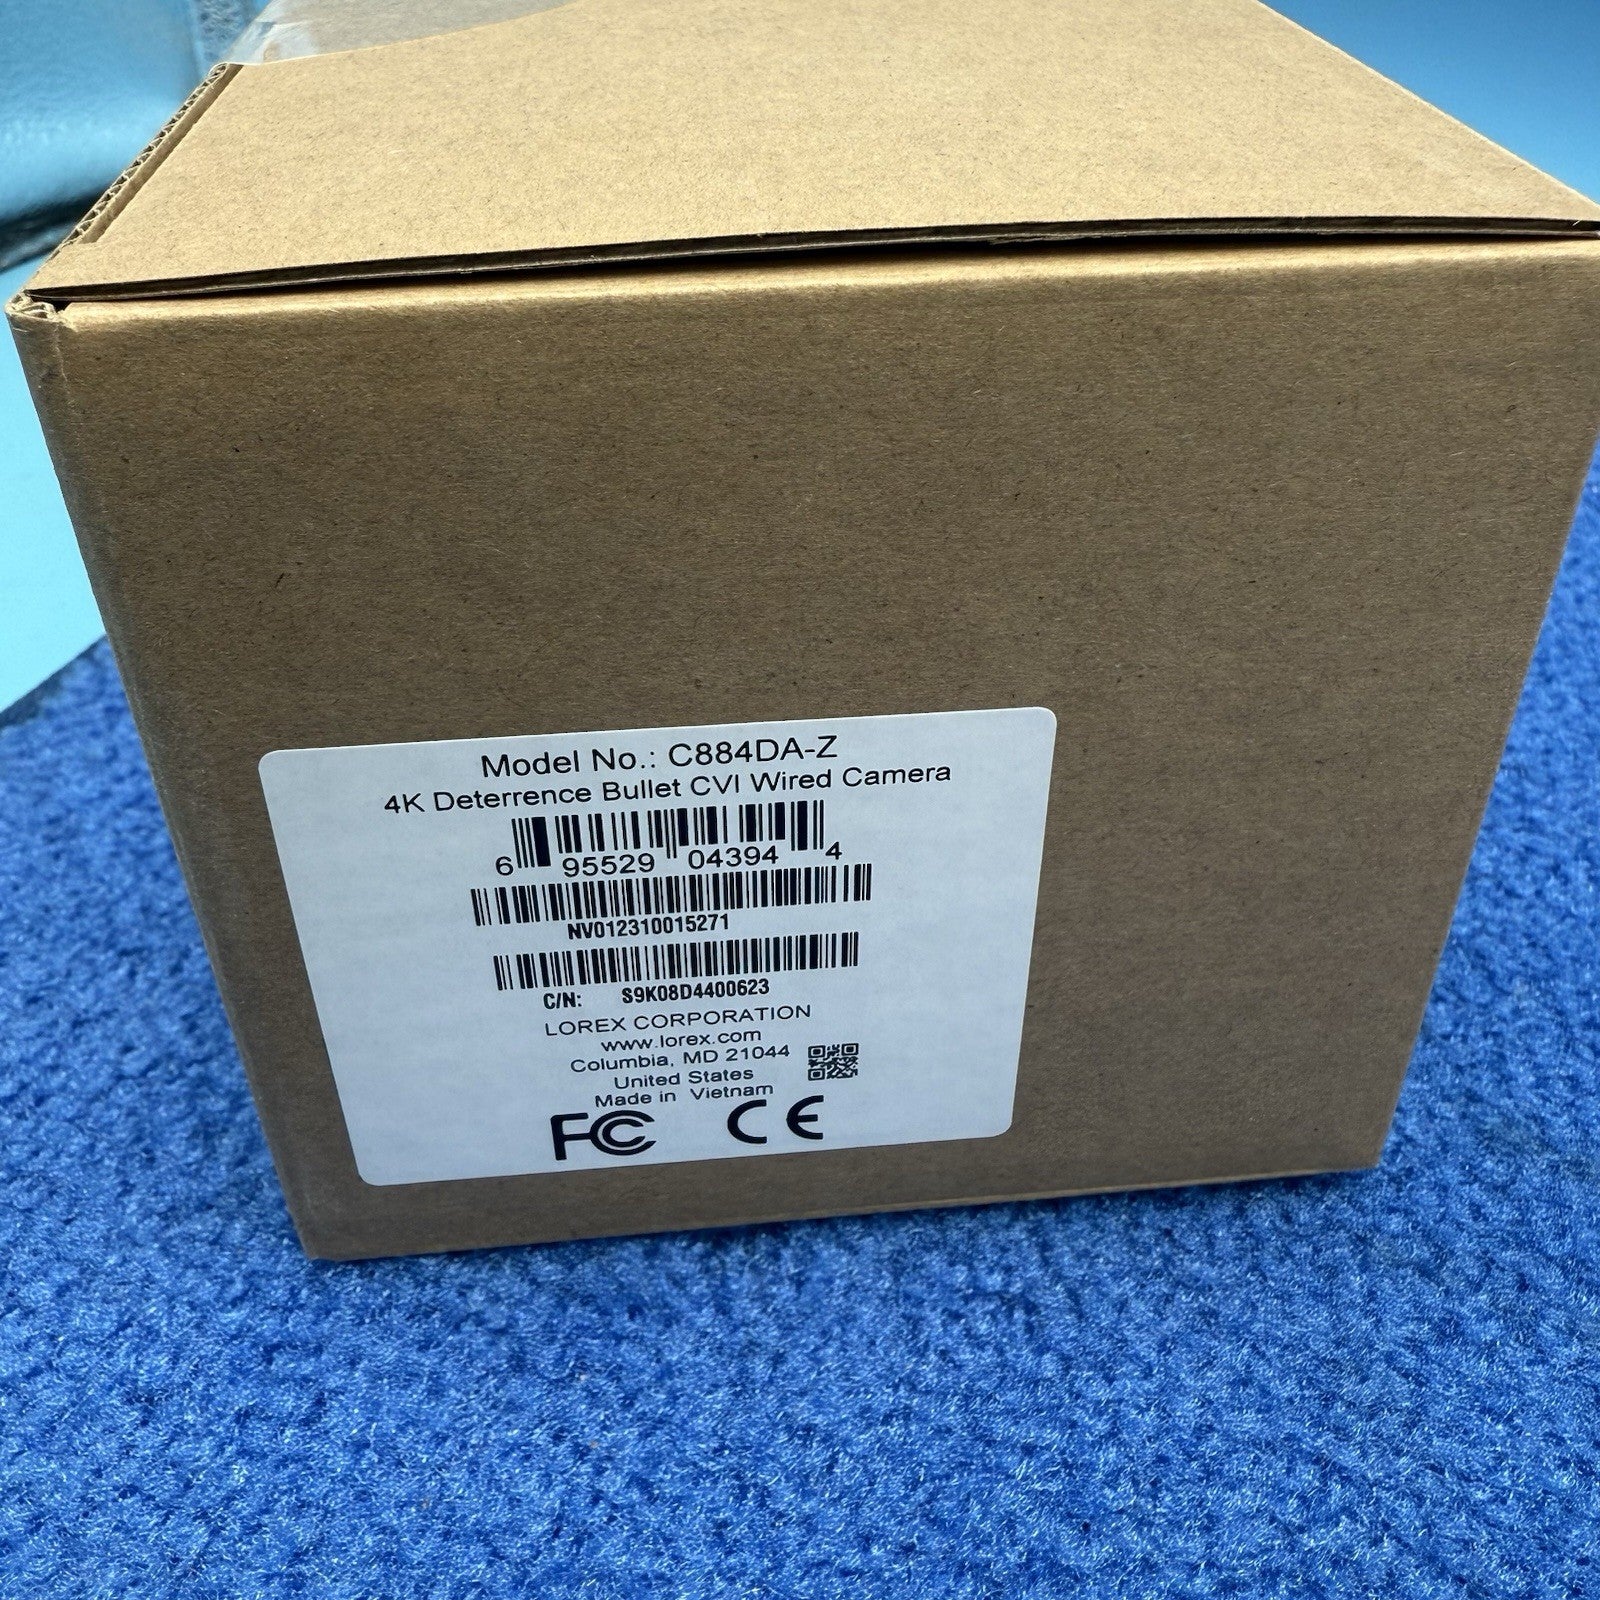 Model No.: C884DA-Z
4K Deterrence Bullet CVI Wired Camera
6 95529 04394 4
NV012310015271
C/N: S9K08D4400623
LOREX CORPORATION
www.lorex.com
Columbia, MD 21044
United States
Made in Vietnam
FC CE